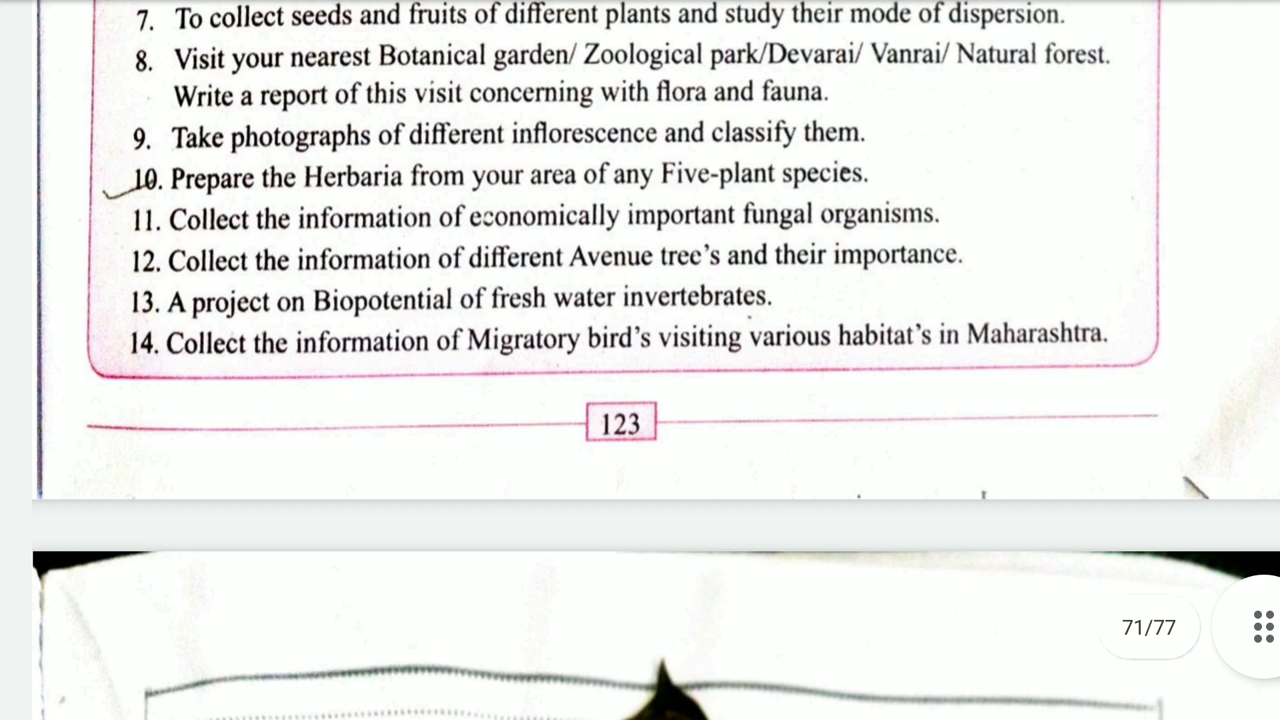 7. To collect seeds and fruits of different plants and study their mode of dispersion.
8. Visit your nearest Botanical garden/ Zoological park/Devarai/ Vanrai/ Natural forest.
Write a report of this visit concerning with flora and fauna.
9. Take photographs of different inflorescence and classify them.
10. Prepare the Herbaria from your area of any Five-plant species.
11. Collect the information of economically important fungal organisms.
12. Collect the information of different Avenue tree's and their importance.
13. A project on Biopotential of fresh water invertebrates.
14. Collect the information of Migratory bird's visiting various habitat's in Maharashtra.
123
71/77